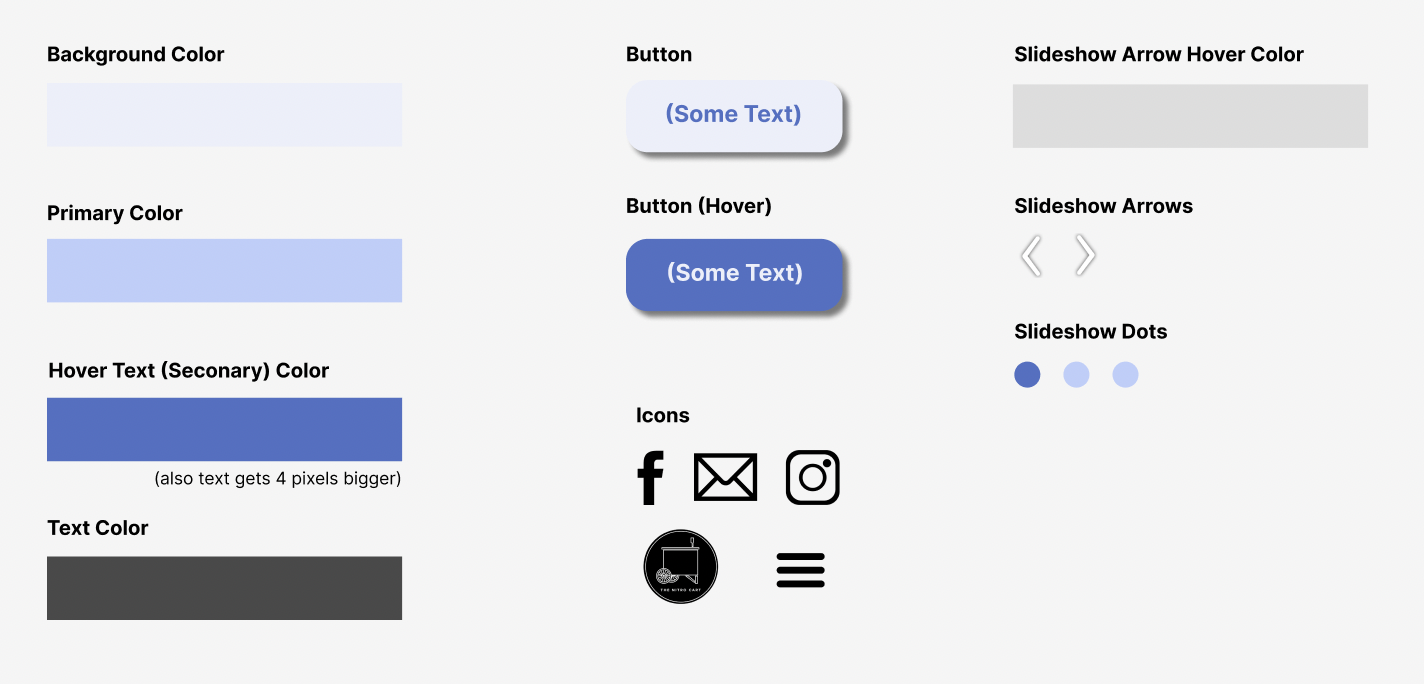 Background Color
Primary Color
Hover Text (Seconary) Color
(also text gets 4 pixels bigger)
Text Color
Button
(Some Text)
Button (Hover)
(Some Text)
Icons
THE NITRO CART
Slideshow Arrow Hover Color
Slideshow Arrows
Slideshow Dots